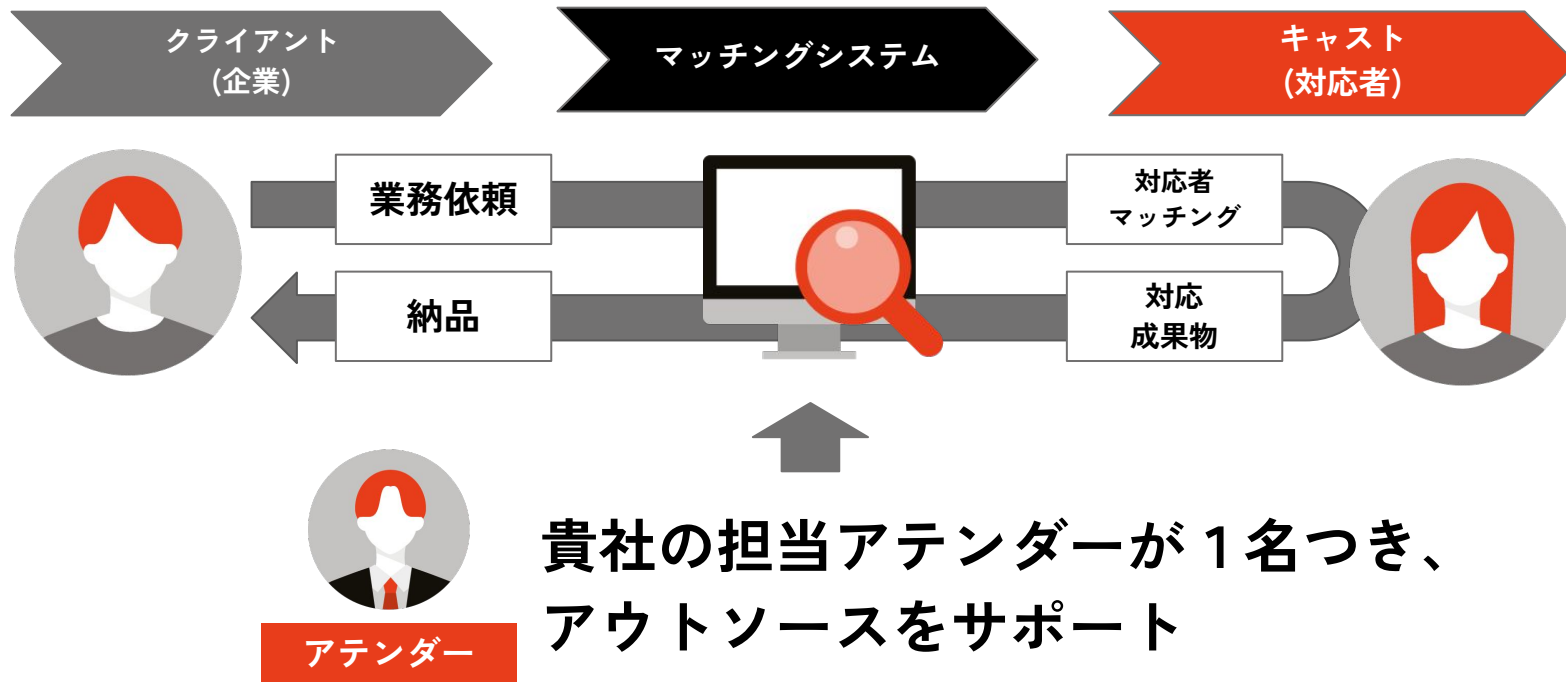 クライアント
(企業)
マッチングシステム
キャスト
(対応者)
業務依頼
対応者
マッチング
納品
対応
成果物
貴社の担当アテンダーが1名つき、
アウトソースをサポート
アテンダー